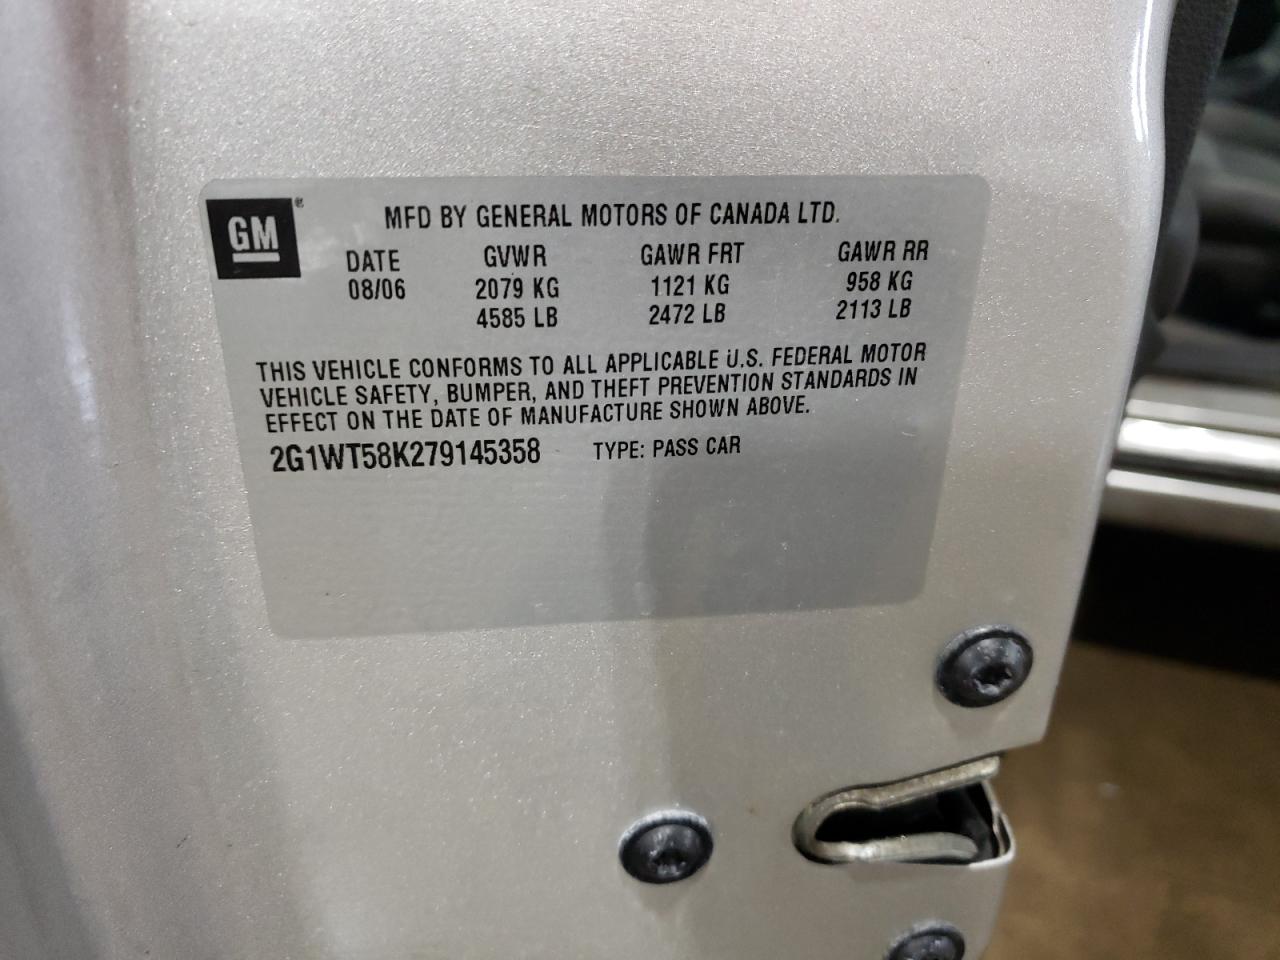 GM ®
MFD BY GENERAL MOTORS OF CANADA LTD.
DATE GVWR GAWR FRT GAWR RR
08/06 2079 KG 1121 KG 958 KG
4585 LB 2472 LB 2113 LB
THIS VEHICLE CONFORMS TO ALL APPLICABLE U.S. FEDERAL MOTOR
VEHICLE SAFETY, BUMPER, AND THEFT PREVENTION STANDARDS IN
EFFECT ON THE DATE OF MANUFACTURE SHOWN ABOVE.
2G1WT58K279145358 TYPE: PASS CAR